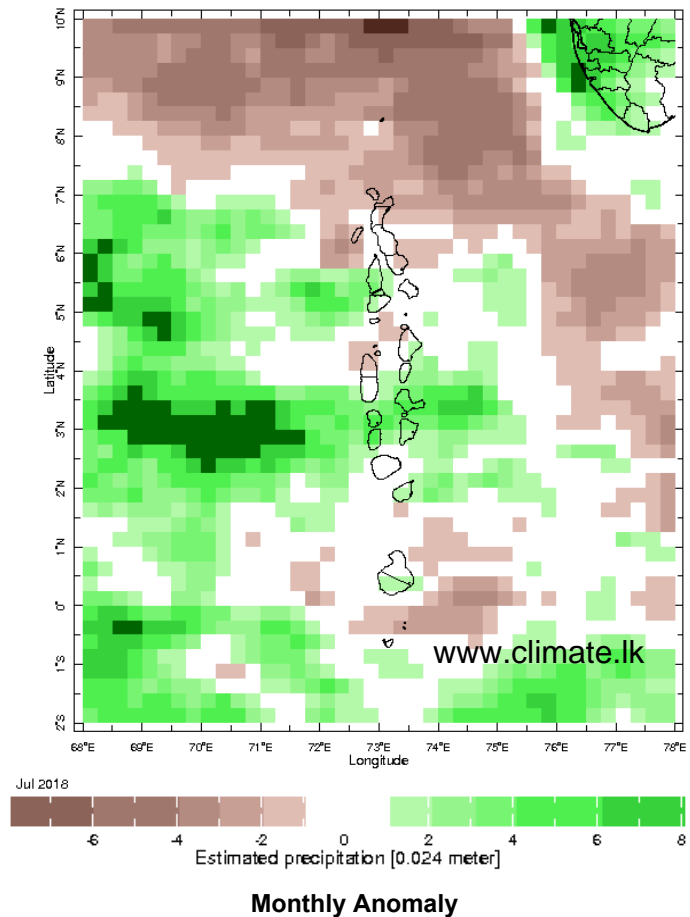 10°N
9°N
8°N
7°N
6°N
5°N
4°N
3°N
2°N
1°N
0°
1°S
2°S
Latitude
www.climate.lk
68°E 69°E 70°E 71°E 72°E 73°E 74°E 75°E 76°E 77°E 78°E
Longitude
Jul 2018
-6 -4 -2 0 2 4 6 8
Estimated precipitation [0.024 meter]
Monthly Anomaly